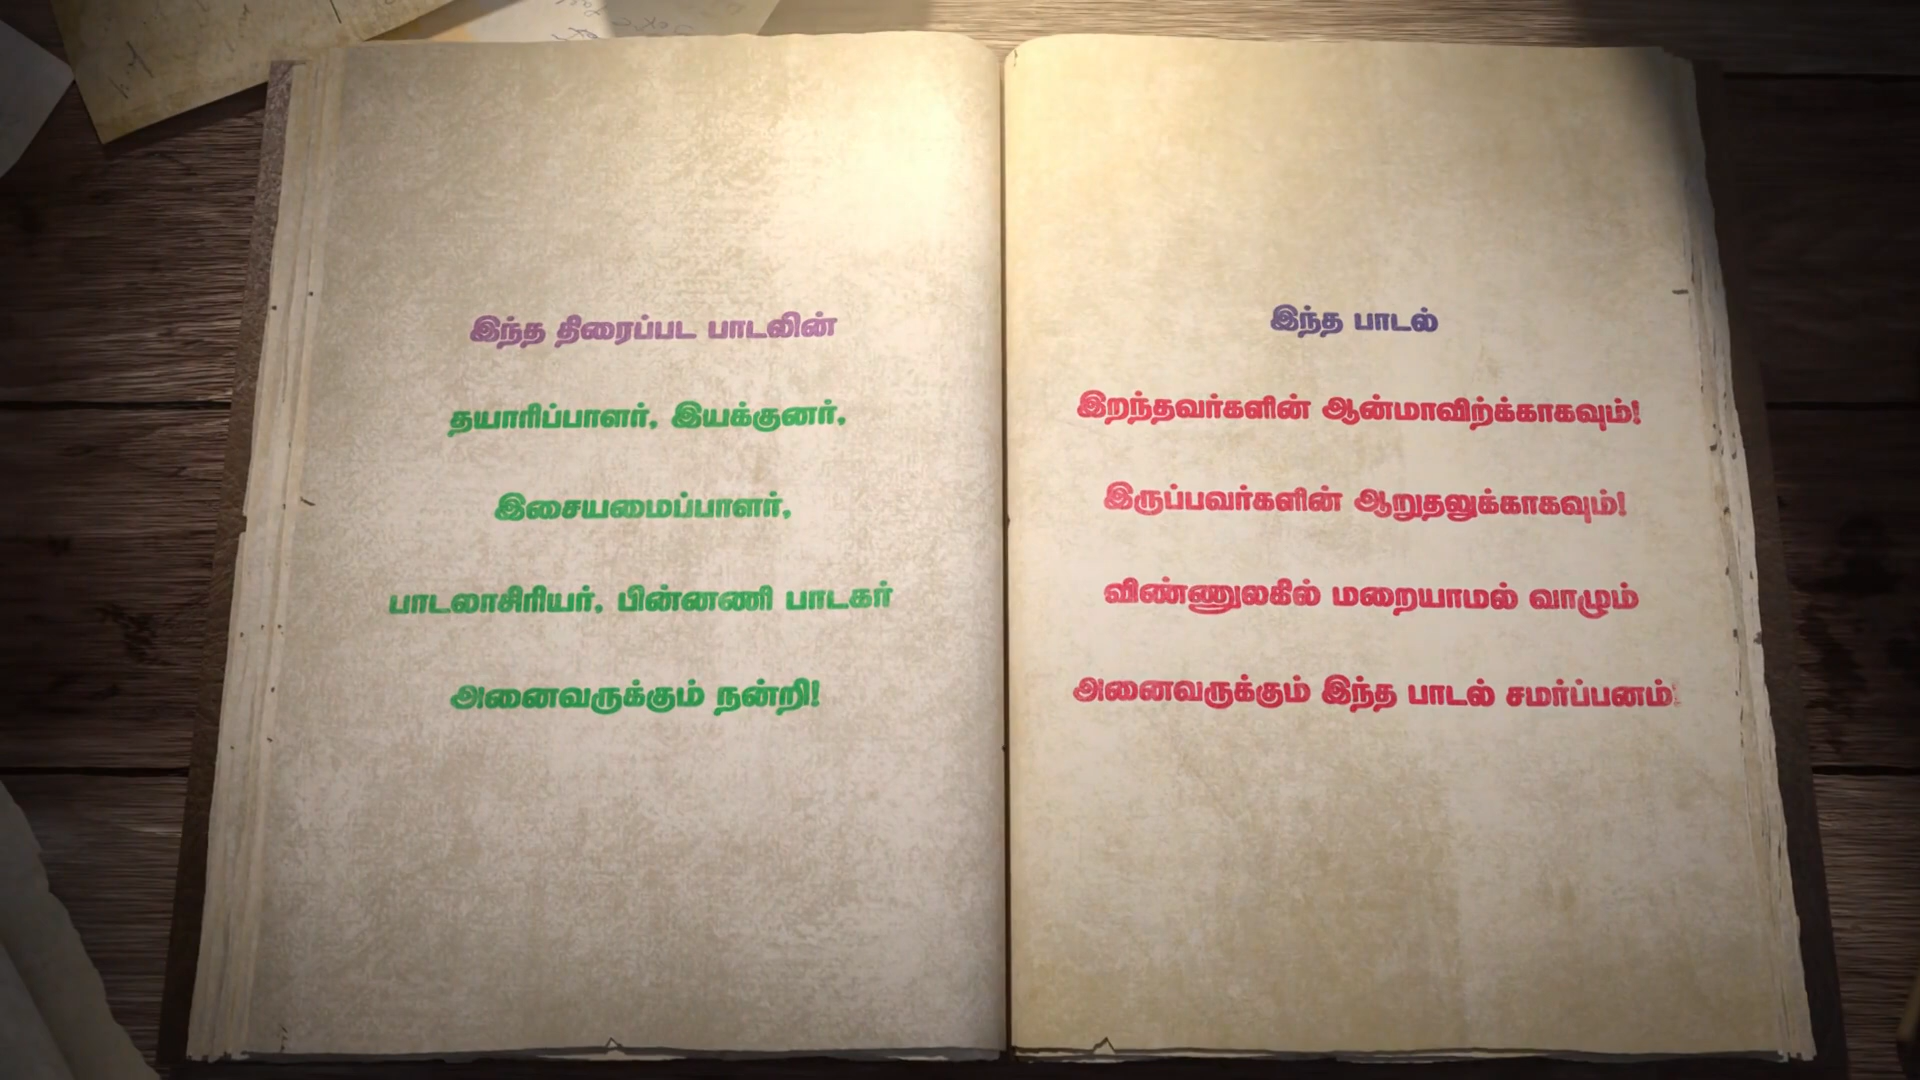 இந்த திரைப்பட பாடலின்
தயாரிப்பாளர், இயக்குனர்,
இசையமைப்பாளர்,
பாடலாசிரியர், பின்னணி பாடகர்
அனைவருக்கும் நன்றி!
இந்த பாடல்
இறந்தவர்களின் ஆன்மாவிற்க்காகவும்!
இருப்பவர்களின் ஆறுதலுக்காகவும்!
விண்ணுலகில் மறையாமல் வாழும்
அனைவருக்கும் இந்த பாடல் சமர்ப்பனம்!